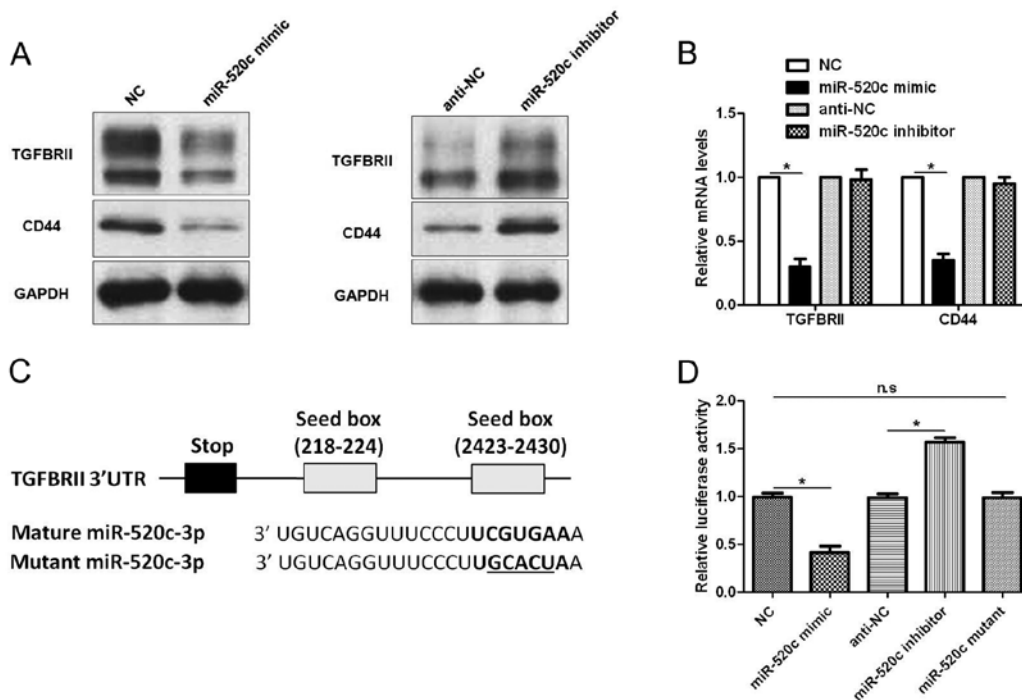 A
NC
miR-520c mimic
TGFBRII
CD44
GAPDH
anti-NC
miR-520c inhibitor
TGFBRII
CD44
GAPDH
B
NC
miR-520c mimic
anti-NC
miR-520c inhibitor
Relative mRNA levels
1.0
0.5
0.0
*
*
TGFBRII
CD44
C
Seed box
(218-224)
Seed box
(2423-2430)
Stop
TGFBRII 3’UTR
Mature miR-520c-3p 3’ UGUCAGGUUUCCCUUCGUGAAA
Mutant miR-520c-3p 3’ UGUCAGGUUUCCCUUGCACUAA
D
Relative luciferase activity
2.0
1.5
1.0
0.5
0.0
n.s
*
*
NC
miR-520c mimic
anti-NC
miR-520c inhibitor
miR-520c mutant